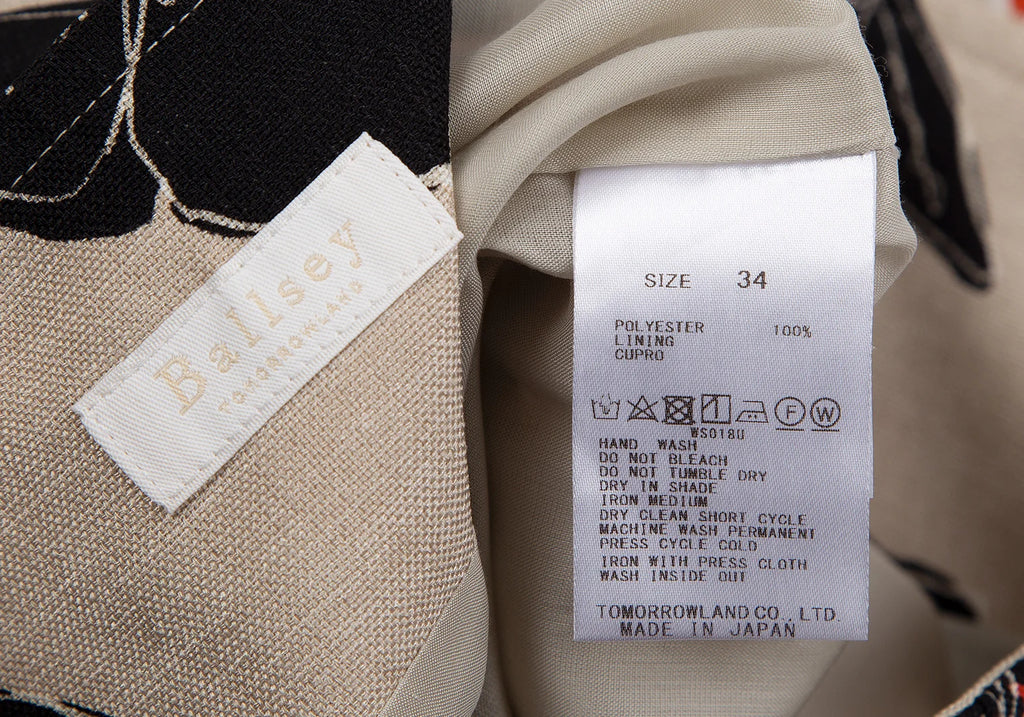 Ballsey
TOMORROWLAND
SIZE 34
POLYESTER 100%
LINING
CUPRO
F W
WS018U
HAND WASH
DO NOT BLEACH
DO NOT TUMBLE DRY
DRY IN SHADE
IRON MEDIUM
DRY CLEAN SHORT CYCLE
MACHINE WASH PERMANENT
PRESS CYCLE COLD
IRON WITH PRESS CLOTH
WASH INSIDE OUT
TOMORROWLAND CO., LTD.
MADE IN JAPAN